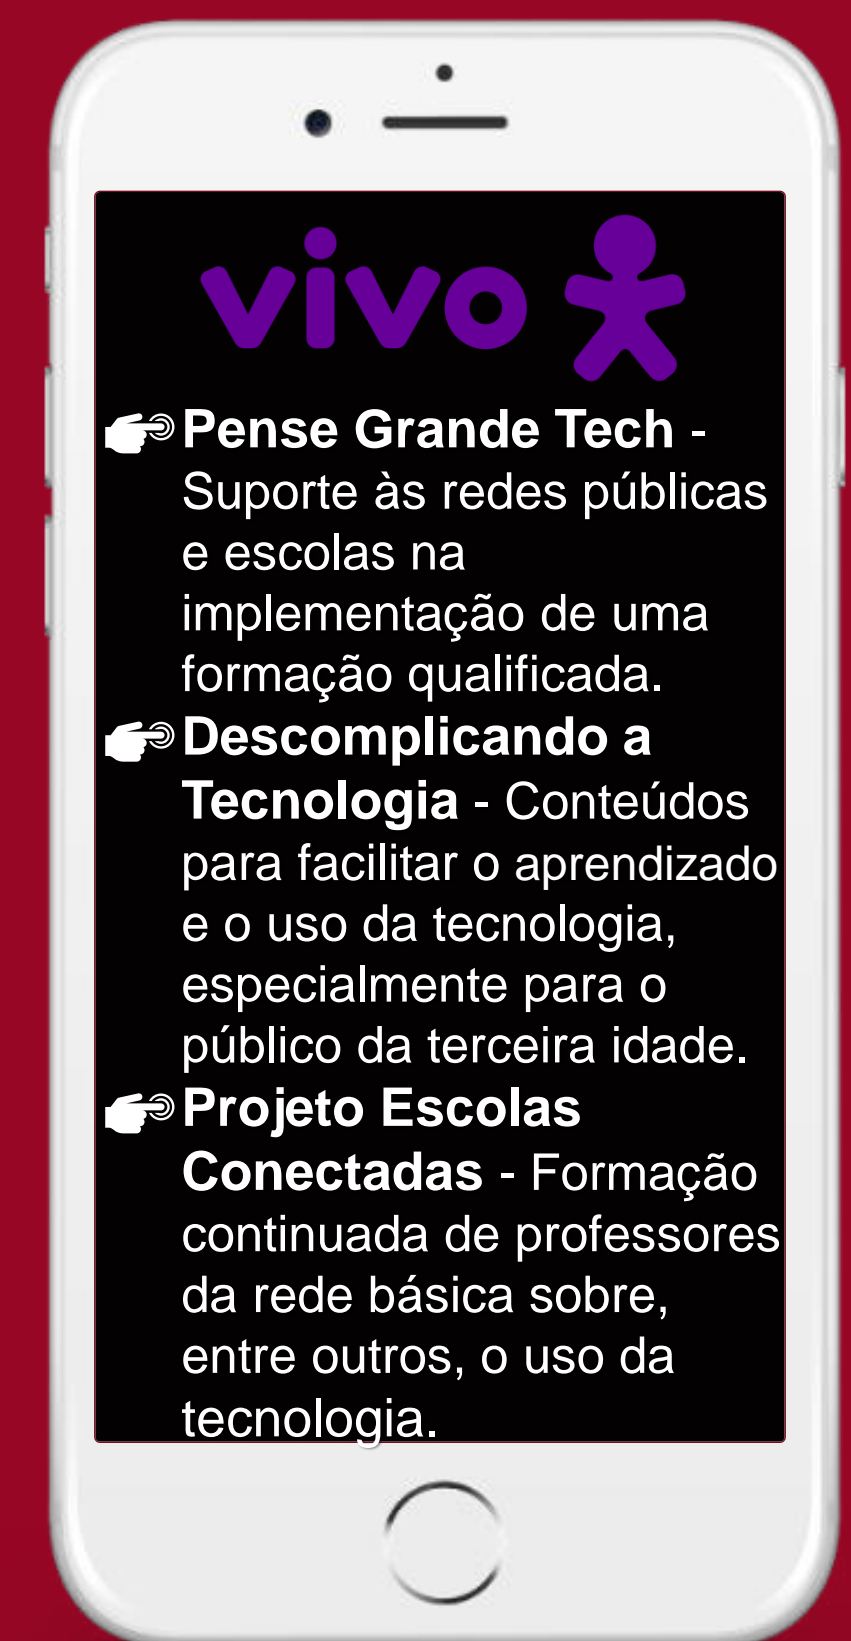 vivo
Pense Grande Tech -
Suporte às redes públicas
e escolas na
implementação de uma
formação qualificada.
Descomplicando a
Tecnologia - Conteúdos
para facilitar o aprendizado
e o uso da tecnologia,
especialmente para o
público da terceira idade.
Projeto Escolas
Conectadas - Formação
continuada de professores
da rede básica sobre,
entre outros, o uso da
tecnologia.